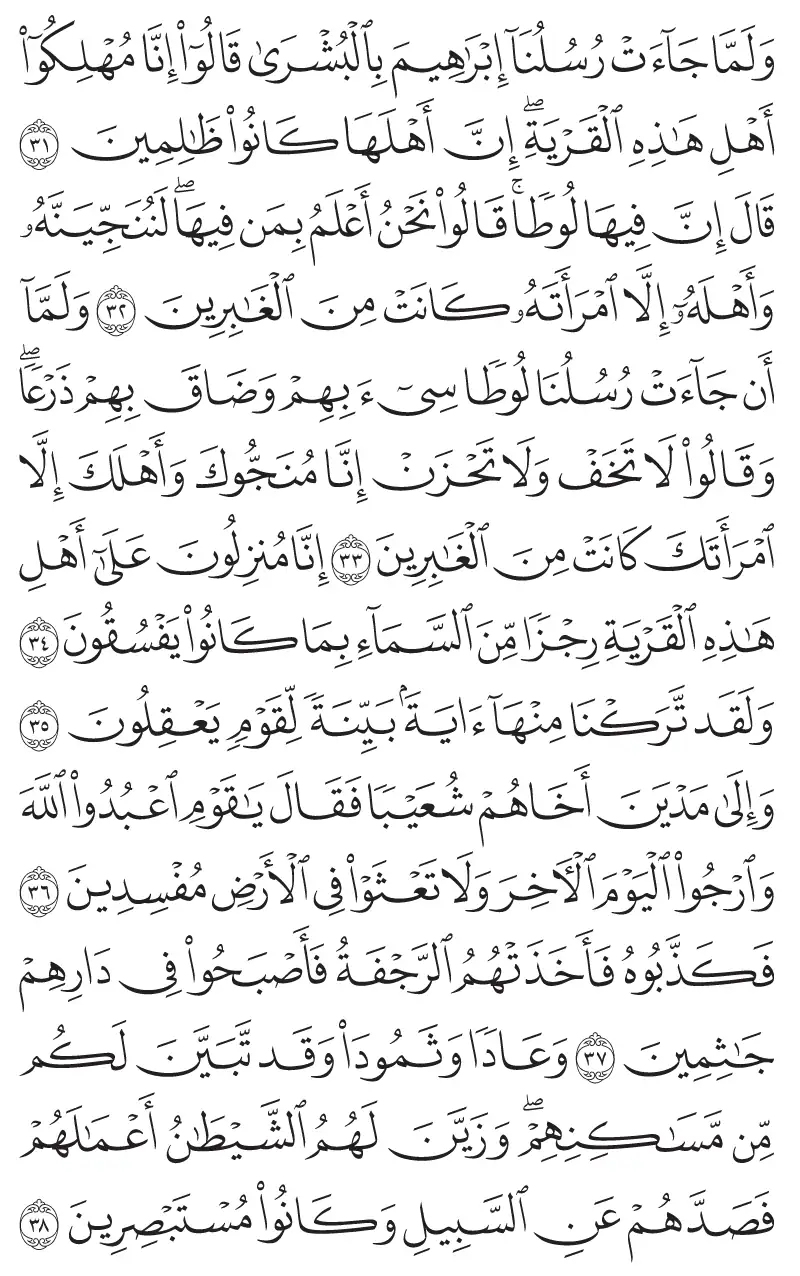 وَلَمَّا جَآءَتۡ رُسُلُنَآ إِبۡرَٰهِيمَ بِٱلۡبُشۡرَىٰ قَالُوٓاْ إِنَّا مُهۡلِكُوٓاْ
أَهۡلِ هَٰذِهِ ٱلۡقَرۡيَةِۖ إِنَّ أَهۡلَهَا كَانُواْ ظَٰلِمِينَ ٣١
قَالَ إِنَّ فِيهَا لُوطٗاۚ قَالُواْ نَحۡنُ أَعۡلَمُ بِمَن فِيهَاۖ لَنُنَجِّيَنَّهُۥ
وَأَهۡلَهُۥٓ إِلَّا ٱمۡرَأَتَهُۥ كَانَتۡ مِنَ ٱلۡغَٰبِرِينَ ٣٢ وَلَمَّآ
أَن جَآءَتۡ رُسُلُنَا لُوطٗا سِيٓءَ بِهِمۡ وَضَاقَ بِهِمۡ ذَرۡعٗاۖ
وَقَالُواْ لَا تَخَفۡ وَلَا تَحۡزَنۡ إِنَّا مُنَجُّوكَ وَأَهۡلَكَ إِلَّا
ٱمۡرَأَتَكَ كَانَتۡ مِنَ ٱلۡغَٰبِرِينَ ٣٣ إِنَّا مُنزِلُونَ عَلَىٰٓ أَهۡلِ
هَٰذِهِ ٱلۡقَرۡيَةِ رِجۡزٗا مِّنَ ٱلسَّمَآءِ بِمَا كَانُواْ يَفۡسُقُونَ ٣٤
وَلَقَد تَّرَكۡنَا مِنۡهَآ ءَايَةَۢ بَيِّنَةٗ لِّقَوۡمٖ يَعۡقِلُونَ ٣٥
وَإِلَىٰ مَدۡيَنَ أَخَاهُمۡ شُعَيۡبٗا فَقَالَ يَٰقَوۡمِ ٱعۡبُدُواْ ٱللَّهَ
وَٱرۡجُواْ ٱلۡيَوۡمَ ٱلۡأٓخِرَ وَلَا تَعۡثَوۡاْ فِي ٱلۡأَرۡضِ مُفۡسِدِينَ ٣٦
فَكَذَّبُوهُ فَأَخَذَتۡهُمُ ٱلرَّجۡفَةُ فَأَصۡبَحُواْ فِي دَارِهِمۡ
جَٰثِمِينَ ٣٧ وَعَادٗا وَثَمُودَاْ وَقَد تَّبَيَّنَ لَكُم
مِّن مَّسَٰكِنِهِمۡۖ وَزَيَّنَ لَهُمُ ٱلشَّيۡطَٰنُ أَعۡمَٰلَهُمۡ
فَصَدَّهُمۡ عَنِ ٱلسَّبِيلِ وَكَانُواْ مُسۡتَبۡصِرِينَ ٣٨